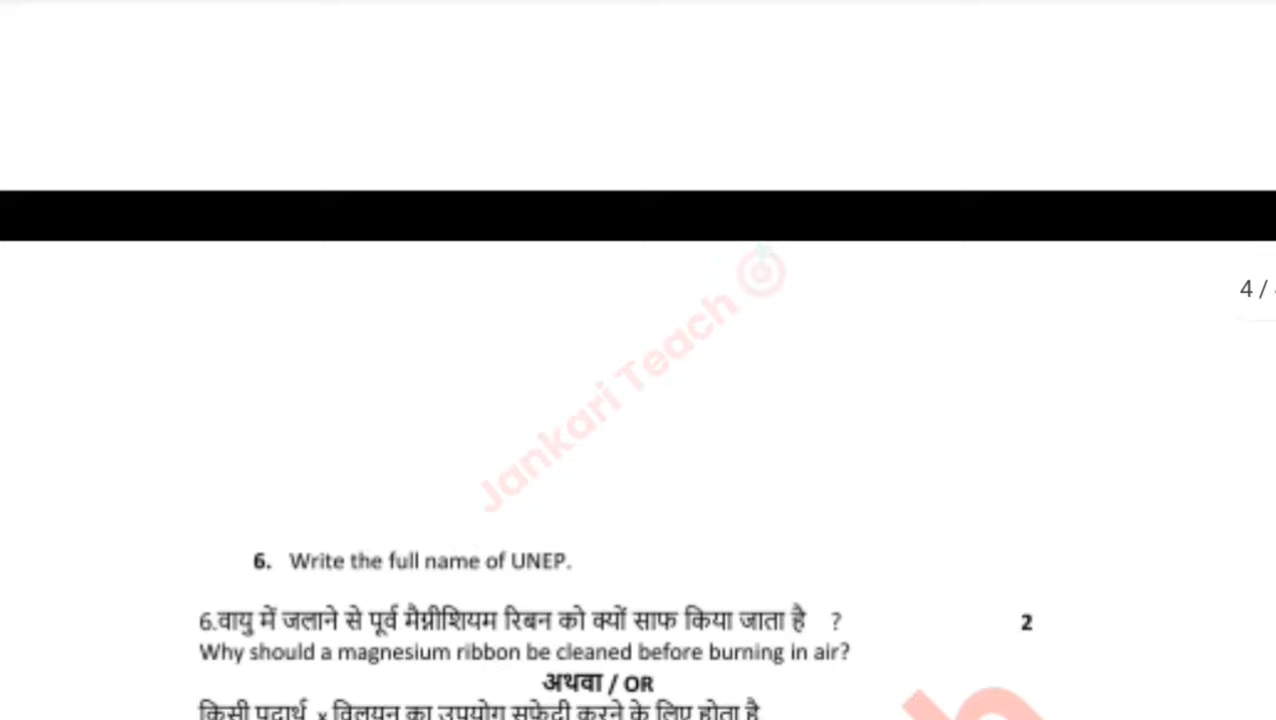 4 /
Jankari Teach
6. Write the full name of UNEP.
6.वायु में जलाने से पूर्व मैग्नीशियम रिबन को क्यों साफ किया जाता है ? 2
Why should a magnesium ribbon be cleaned before burning in air?
अथवा / OR
किसी पदार्थ x विलयन का उपयोग सफेदी करने के लिए होता है